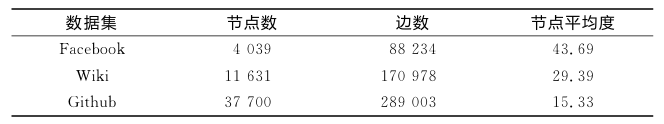 数据集 节点数 边数 节点平均度
Facebook 4 039 88 234 43.69
Wiki 11 631 170 978 29.39
Github 37 700 289 003 15.33